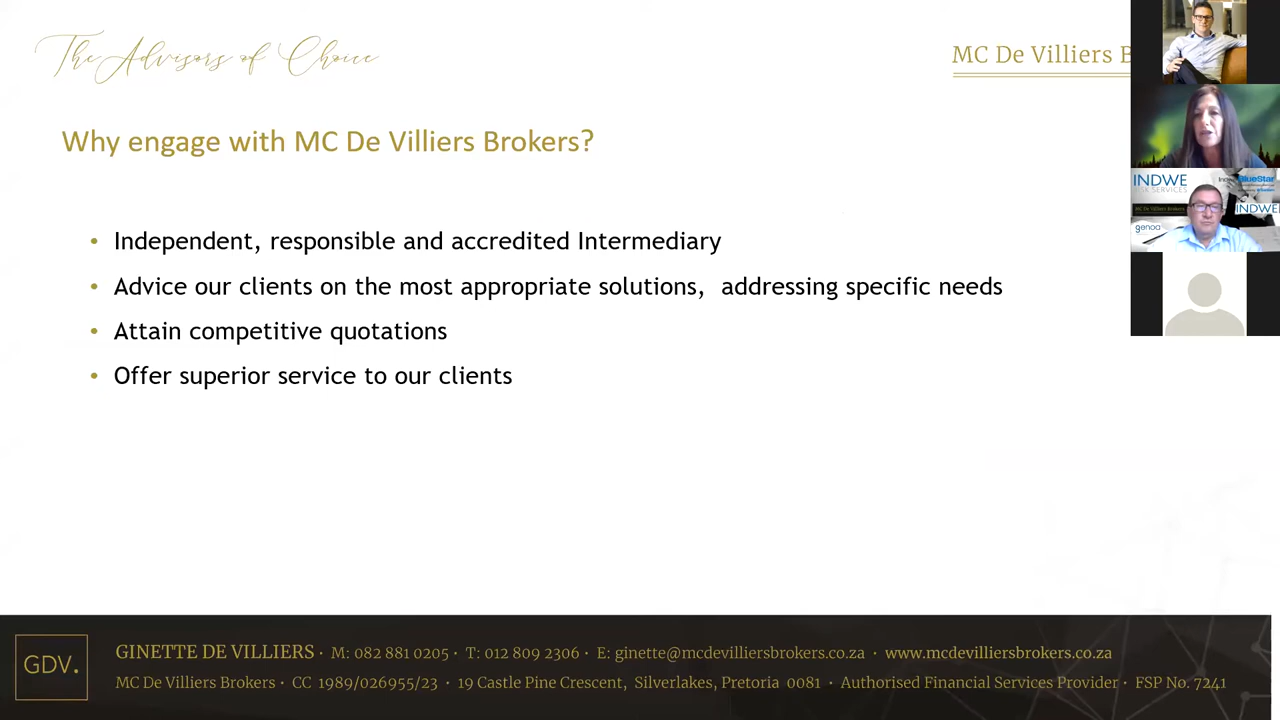 The Advisors of Choice
MC De Villiers
Why engage with MC De Villiers Brokers?
• Independent, responsible and accredited Intermediary
• Advice our clients on the most appropriate solutions, addressing specific needs
• Attain competitive quotations
• Offer superior service to our clients
INDWE
BlueStar
INDWE
genoa
GDV.
GINETTE DE VILLIERS · M: 082 881 0205 · T: 012 809 2306 · E: ginette@mcdevilliersbrokers.co.za · www.mcdevilliersbrokers.co.za
MC De Villiers Brokers · CC 1989/026955/23 · 19 Castle Pine Crescent, Silverlakes, Pretoria 0081 · Authorised Financial Services Provider · FSP No. 7241